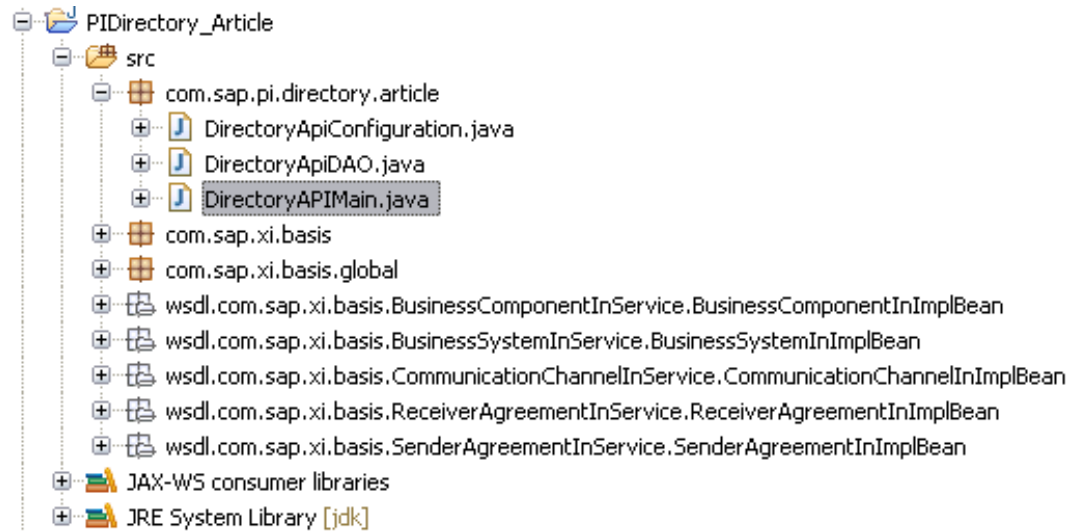 PIDirectory_Article
src
com.sap.pi.directory.article
DirectoryApiConfiguration.java
DirectoryApiDAO.java
DirectoryAPIMain.java
com.sap.xi.basis
com.sap.xi.basis.global
wsdl.com.sap.xi.basis.BusinessComponentInService.BusinessComponentInImplBean
wsdl.com.sap.xi.basis.BusinessSystemInService.BusinessSystemInImplBean
wsdl.com.sap.xi.basis.CommunicationChannelInService.CommunicationChannelInImplBean
wsdl.com.sap.xi.basis.ReceiverAgreementInService.ReceiverAgreementInImplBean
wsdl.com.sap.xi.basis.SenderAgreementInService.SenderAgreementInImplBean
JAX-WS consumer libraries
JRE System Library [jdk]